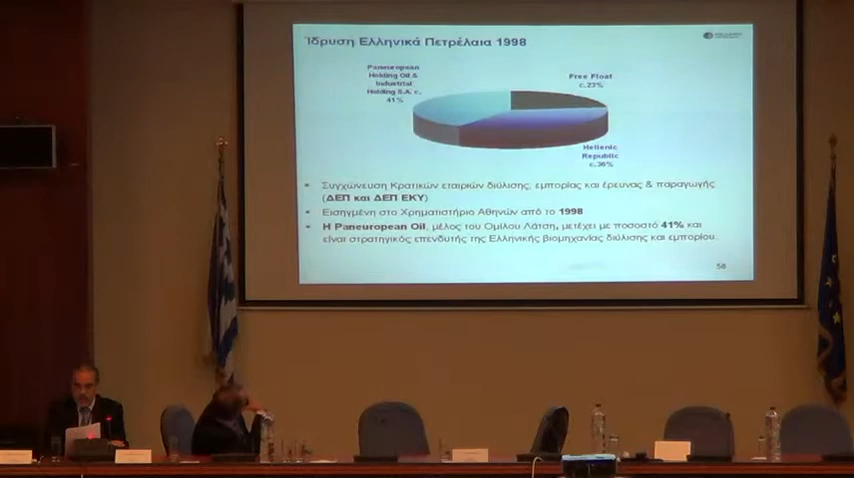 Ίδρυση Ελληνικά Πετρέλαια 1998
Paneuropean
Holding Oil &
Industrial
Holding S.A. c.
41%
Free Float
c.23%
Hellenic
Republic
c.36%
Συγχώνευση Κρατικών εταιριών διύλισης, εμπορίας και έρευνας & παραγωγής
(ΔΕΠ και ΔΕΠ ΕΚΥ)
Εισηγμένη στο Χρηματιστήριο Αθηνών από το 1998
Η Paneuropean Oil, μέλος του Ομίλου Λάτση, μετέχει με ποσοστό 41% και
είναι στρατηγικός επενδυτής της Ελληνικής βιομηχανίας διύλισης και εμπορίου.
58